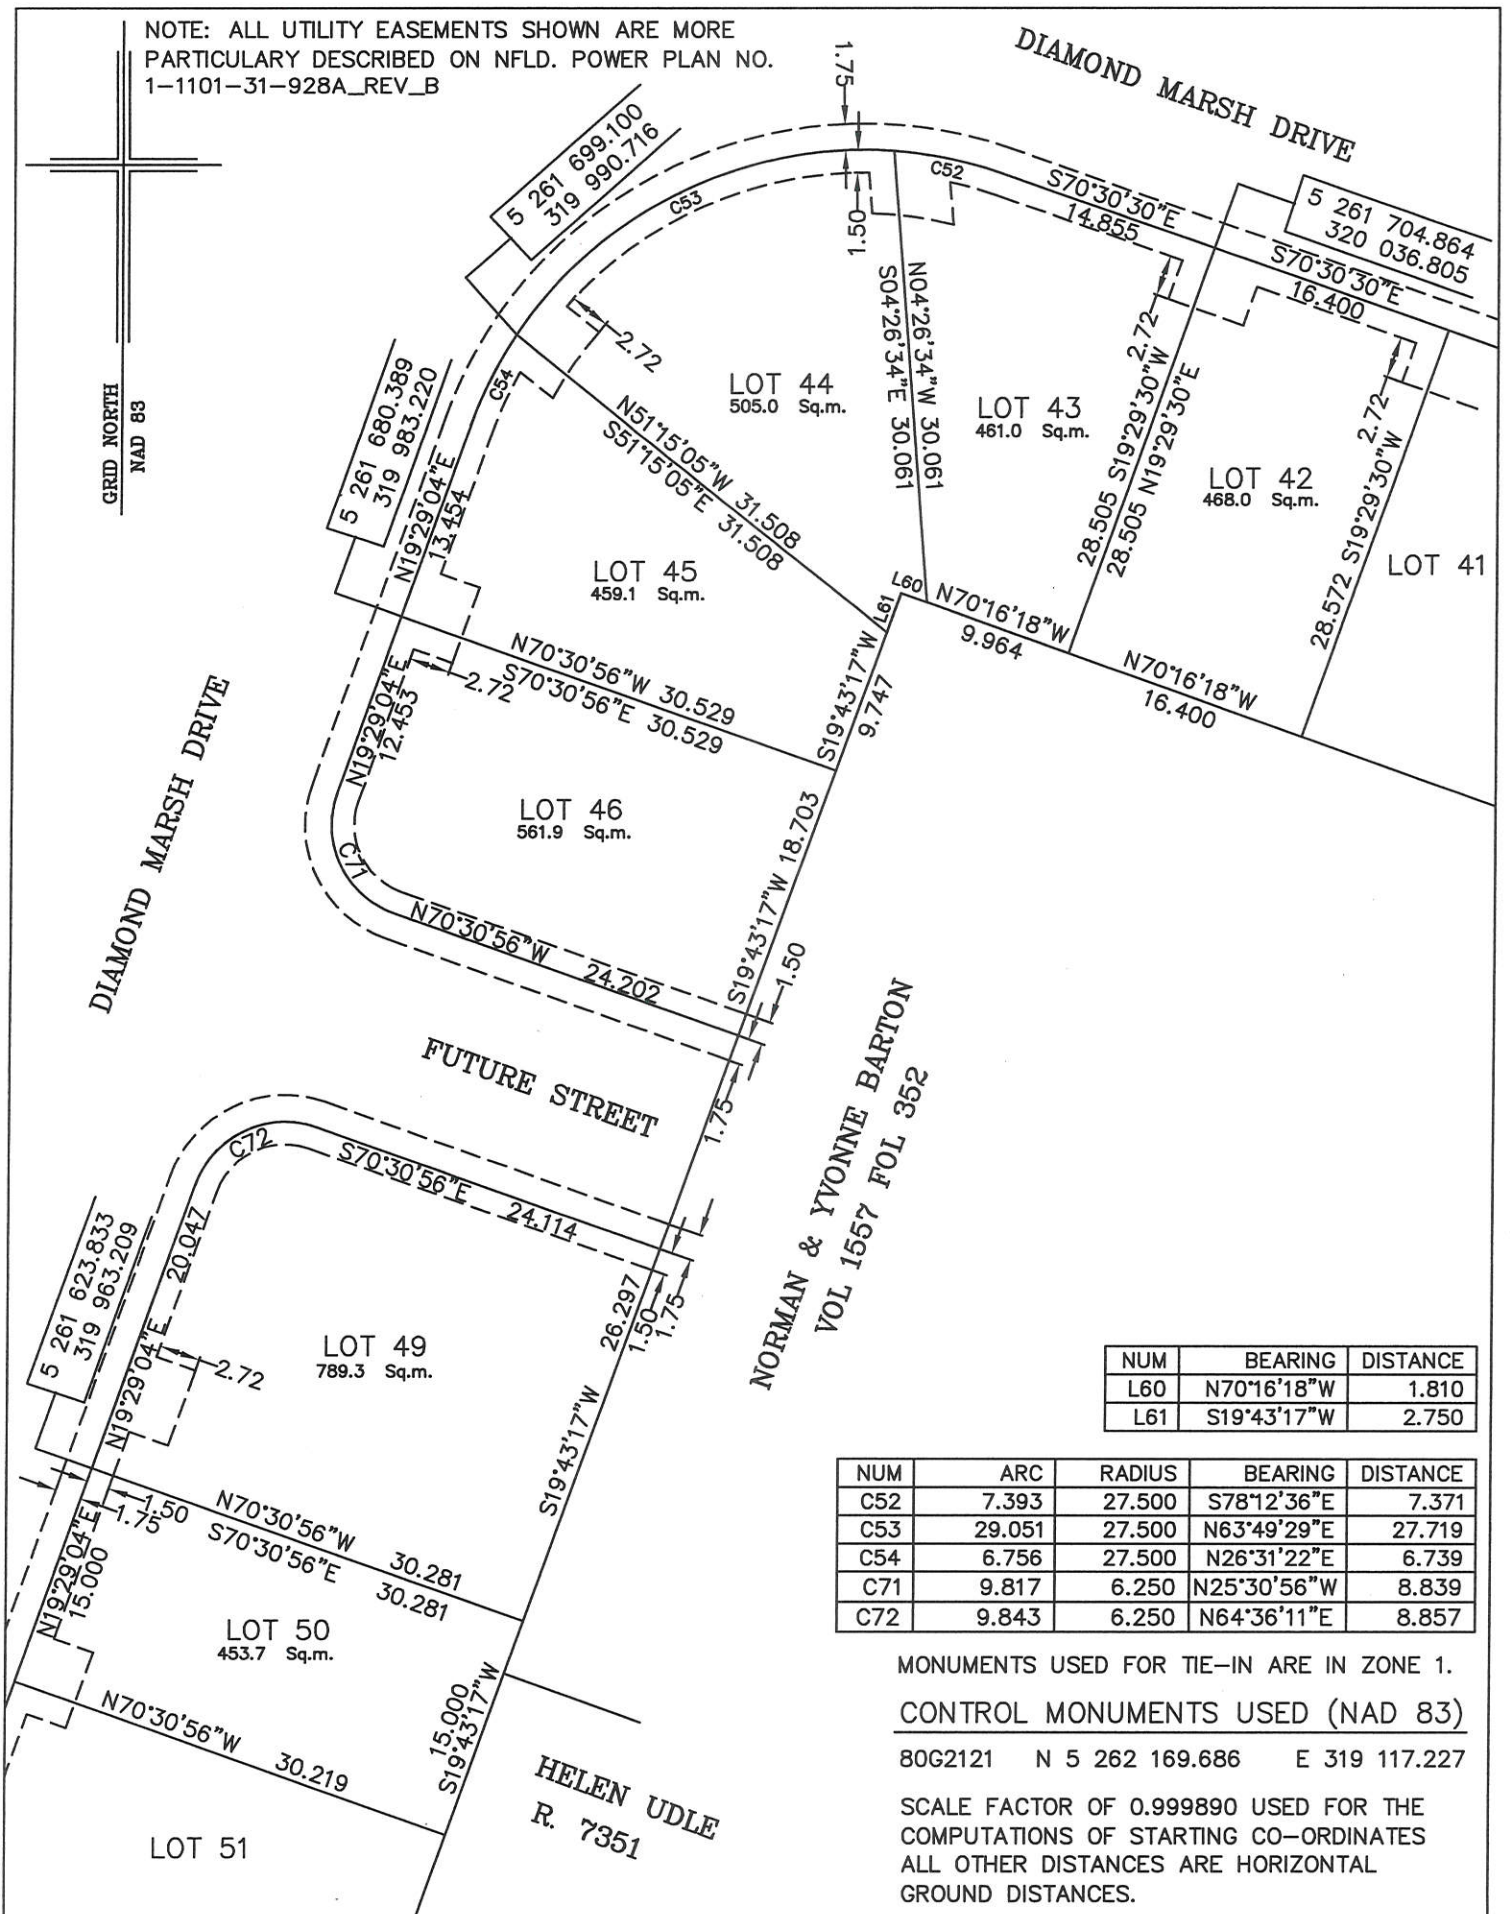 NOTE: ALL UTILITY EASEMENTS SHOWN ARE MORE
PARTICULARY DESCRIBED ON NFLD. POWER PLAN NO.
1-1101-31-928A_REV_B
GRID NORTH
NAD 83
DIAMOND MARSH DRIVE
1.75
1.50
5 261 699.100
319 990.716
C53
C52
S70°30'30"E
14.855
5 261 704.864
320 036.805
S70°30'30"E
16.400
2.72
LOT 44
505.0 Sq.m.
N04°26'34"W 30.061
S04°26'34"E 30.061
LOT 43
461.0 Sq.m.
2.72
28.505 S19°29'30"W
28.505 N19°29'30"E
LOT 42
468.0 Sq.m.
2.72
28.572 S19°29'30"W
LOT 41
C54
5 261 680.389
319 983.220
N19°29'04"E
13.454
N51°15'05"W 31.508
S51°15'05"E 31.508
LOT 45
459.1 Sq.m.
L60
L61
N70°16'18"W
9.964
N70°16'18"W
16.400
S19°43'17"W
9.747
N70°30'56"W 30.529
S70°30'56"E 30.529
2.72
N19°29'04"E
12.453
DIAMOND MARSH DRIVE
LOT 46
561.9 Sq.m.
S19°43'17"W 18.703
C71
N70°30'56"W 24.202
1.50
1.75
FUTURE STREET
NORMAN & YVONNE BARTON
VOL 1557 FOL 352
C72
S70°30'56"E 24.114
5 261 623.833
319 963.209
20.047
N19°29'04"E
2.72
LOT 49
789.3 Sq.m.
26.297
S19°43'17"W
1.50
1.75
1.50
1.75
N70°30'56"W 30.281
S70°30'56"E 30.281
N19°29'04"E
15.000
LOT 50
453.7 Sq.m.
15.000
S19°43'17"W
N70°30'56"W 30.219
LOT 51
HELEN UDLE
R. 7351
NUM BEARING DISTANCE
L60 N70°16'18"W 1.810
L61 S19°43'17"W 2.750
NUM ARC RADIUS BEARING DISTANCE
C52 7.393 27.500 S78°12'36"E 7.371
C53 29.051 27.500 N63°49'29"E 27.719
C54 6.756 27.500 N26°31'22"E 6.739
C71 9.817 6.250 N25°30'56"W 8.839
C72 9.843 6.250 N64°36'11"E 8.857
MONUMENTS USED FOR TIE-IN ARE IN ZONE 1.
CONTROL MONUMENTS USED (NAD 83)
80G2121 N 5 262 169.686 E 319 117.227
SCALE FACTOR OF 0.999890 USED FOR THE
COMPUTATIONS OF STARTING CO-ORDINATES
ALL OTHER DISTANCES ARE HORIZONTAL
GROUND DISTANCES.